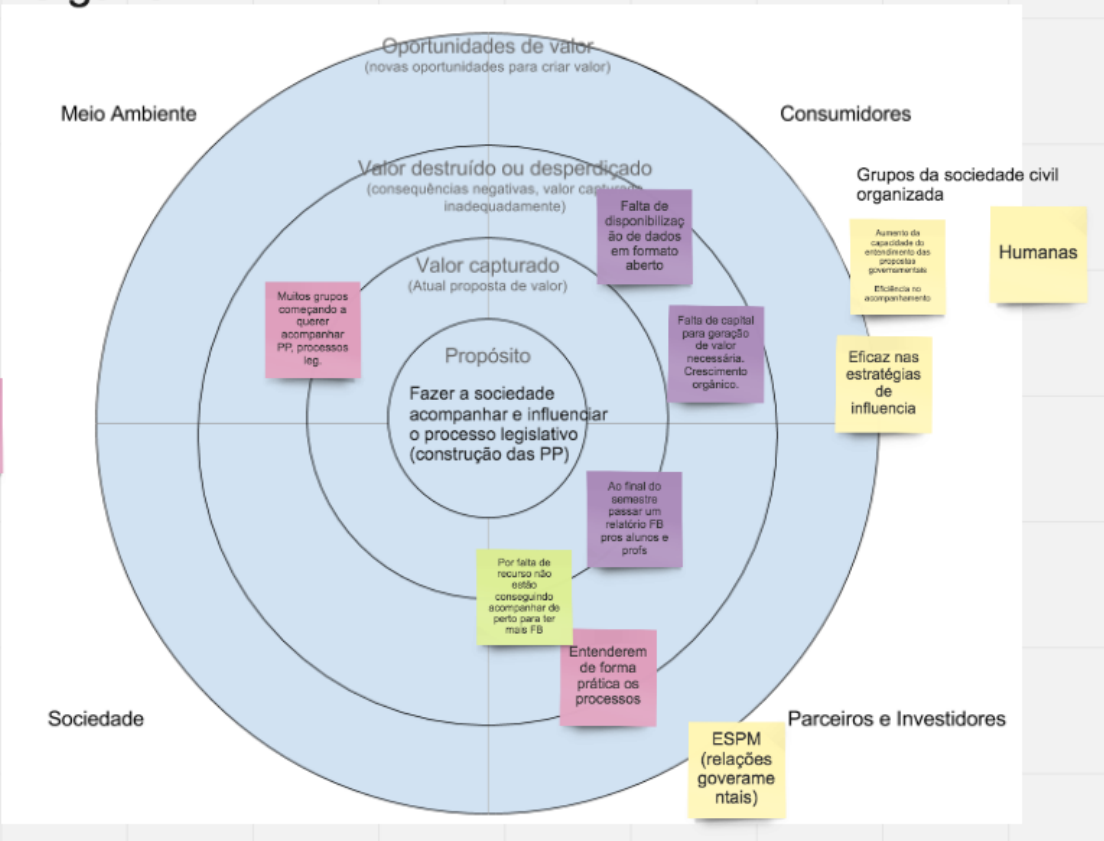 Oportunidades de valor
(novas oportunidades para criar valor)
Meio Ambiente
Consumidores
Valor destruído ou desperdiçado
(consequências negativas, valor capturado
inadequadamente)
Grupos da sociedade civil
organizada
Falta de
disponibilizaç
ão de dados
em formato
aberto
Aumento da
capacidade do
entendimento das
propostas
governamentais
Eficiência no
acompanhamento
Humanas
Valor capturado
(Atual proposta de valor)
Muitos grupos
começando a
querer
acompanhar
PP, processos
leg.
Falta de capital
para geração
de valor
necessária.
Crescimento
orgânico.
Eficaz nas
estratégias
de
influencia
Propósito
Fazer a sociedade
acompanhar e influenciar
o processo legislativo
(construção das PP)
Ao final do
semestre
passar um
relatório FB
pros alunos e
profs
Por falta de
recurso não
estão
conseguindo
acompanhar de
perto para ter
mais FB
Entenderem
de forma
prática os
processos
Sociedade
Parceiros e Investidores
ESPM
(relações
goverame
ntais)